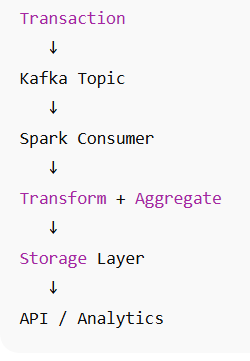 Transaction
↓
Kafka Topic
↓
Spark Consumer
↓
Transform + Aggregate
↓
Storage Layer
↓
API / Analytics